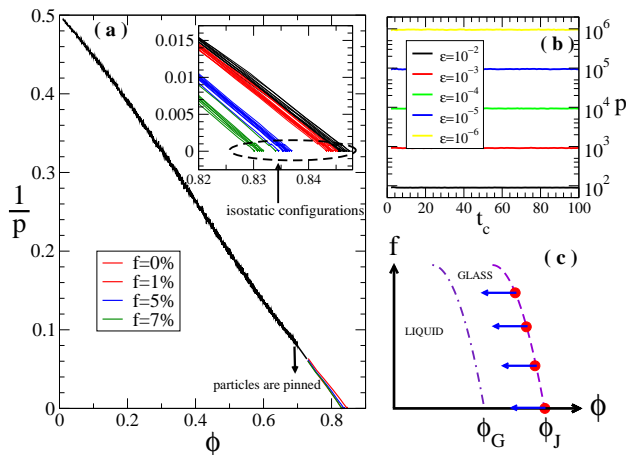 ( a )
0.5
0.4
0.3
0.2
0.1
0
1
p
0
0.2
0.4
0.6
0.8
ϕ
f=0%
f=1%
f=5%
f=7%
particles are pinned
0.015
0.01
0.005
0
0.82
0.83
0.84
isostatic configurations
( b )
ε=10⁻²
ε=10⁻³
ε=10⁻⁴
ε=10⁻⁵
ε=10⁻⁶
10⁶
10⁵
10⁴
10³
10²
p
0 20 40 60 80 100
t_c
( c )
f
GLASS
LIQUID
ϕ
ϕ_G
ϕ_J